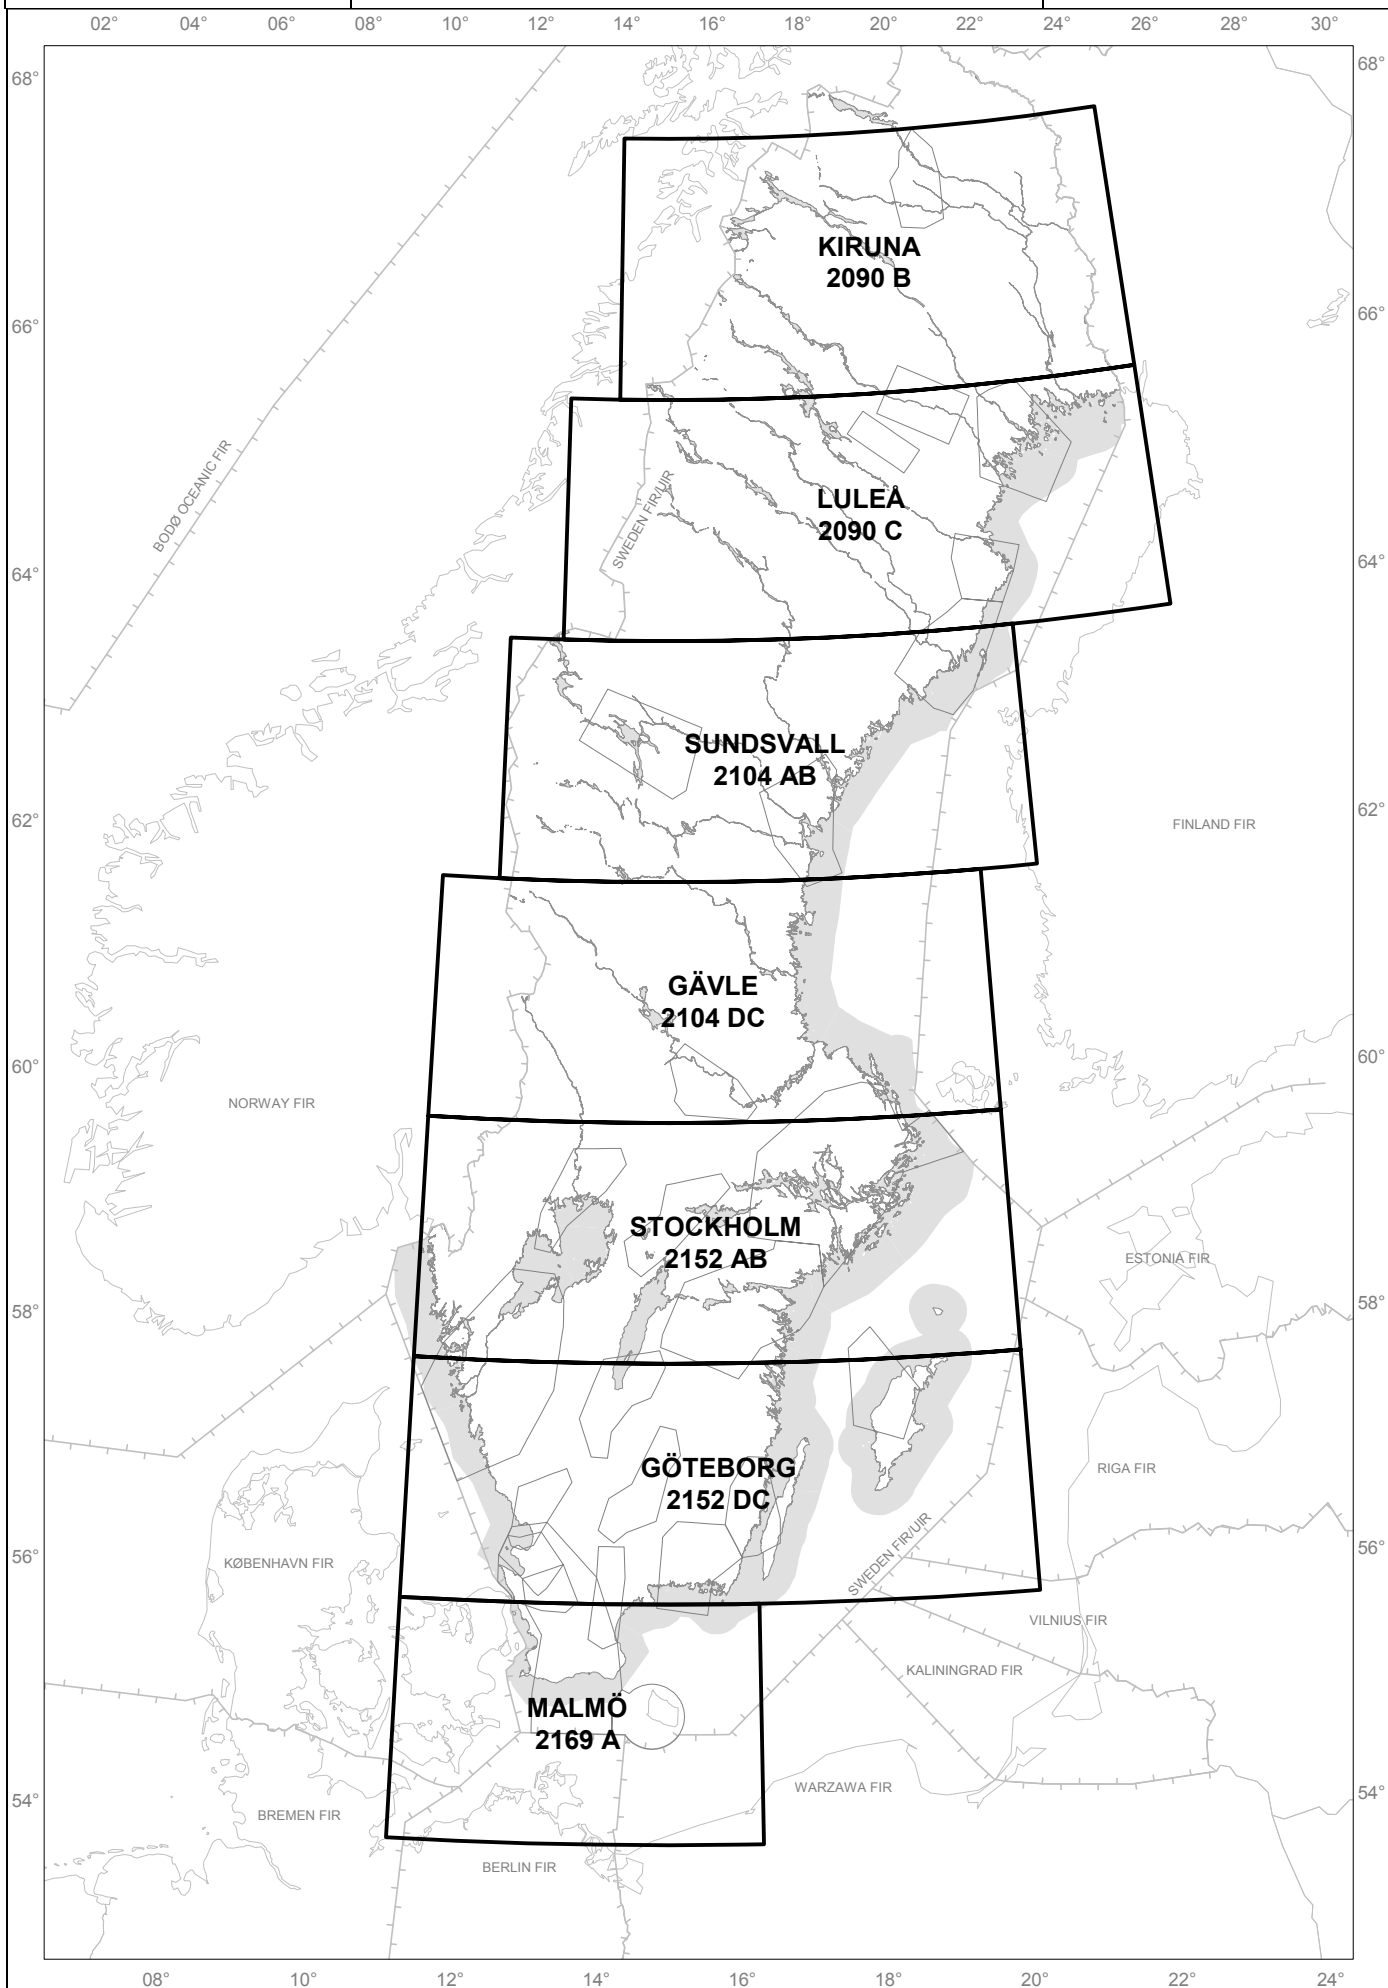 02° 04° 06° 08° 10° 12° 14° 16° 18° 20° 22° 24° 26° 28° 30°
68° 68°
KIRUNA
2090 B
66° 66°
BODØ OCEANIC FIR
SWEDEN FIR/UIR
LULEÅ
2090 C
64° 64°
SUNDSVALL
2104 AB
62° 62°
FINLAND FIR
GÄVLE
2104 DC
60° 60°
NORWAY FIR
STOCKHOLM
2152 AB
ESTONIA FIR
58° 58°
GÖTEBORG
2152 DC
RIGA FIR
56° 56°
KØBENHAVN FIR
SWEDEN FIR/UIR
VILNIUS FIR
KALININGRAD FIR
MALMÖ
2169 A
WARZAWA FIR
54° 54°
BREMEN FIR
BERLIN FIR
08° 10° 12° 14° 16° 18° 20° 22° 24°